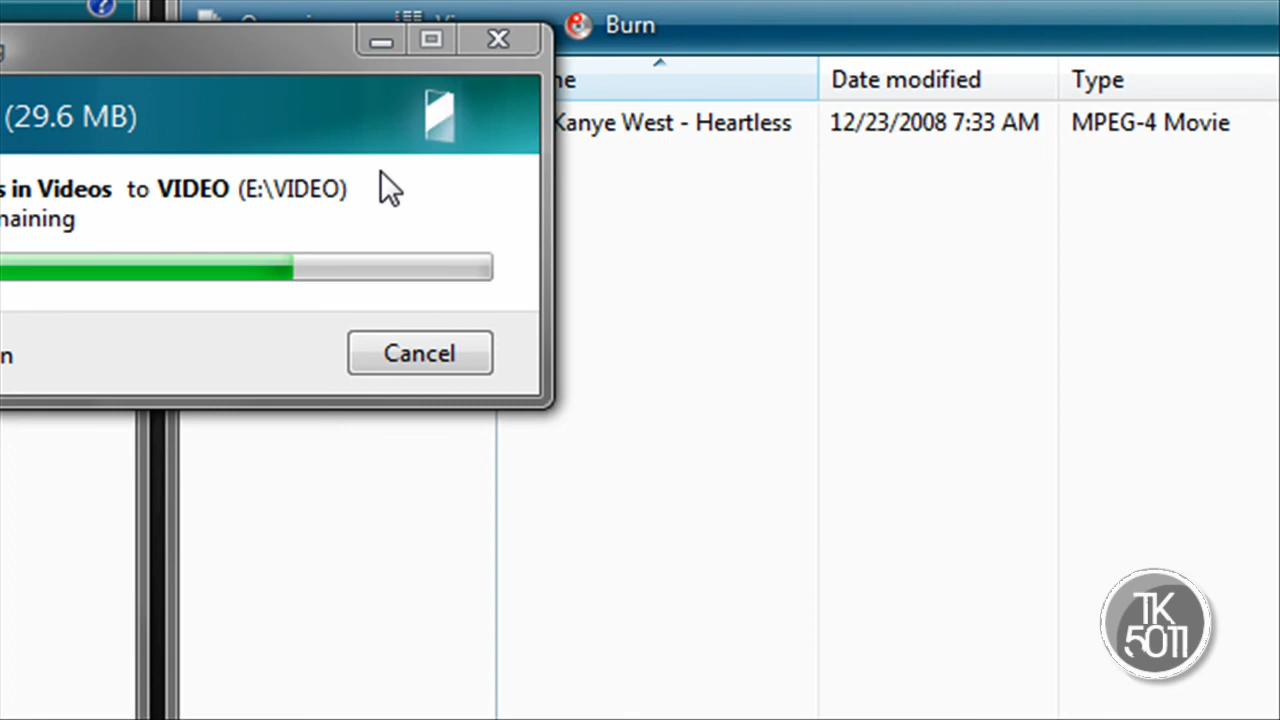 Burn
Date modified
Type
(29.6 MB)
Kanye West - Heartless
12/23/2008 7:33 AM
MPEG-4 Movie
s in Videos to VIDEO (E:\VIDEO)
naining
Cancel
TK
5011